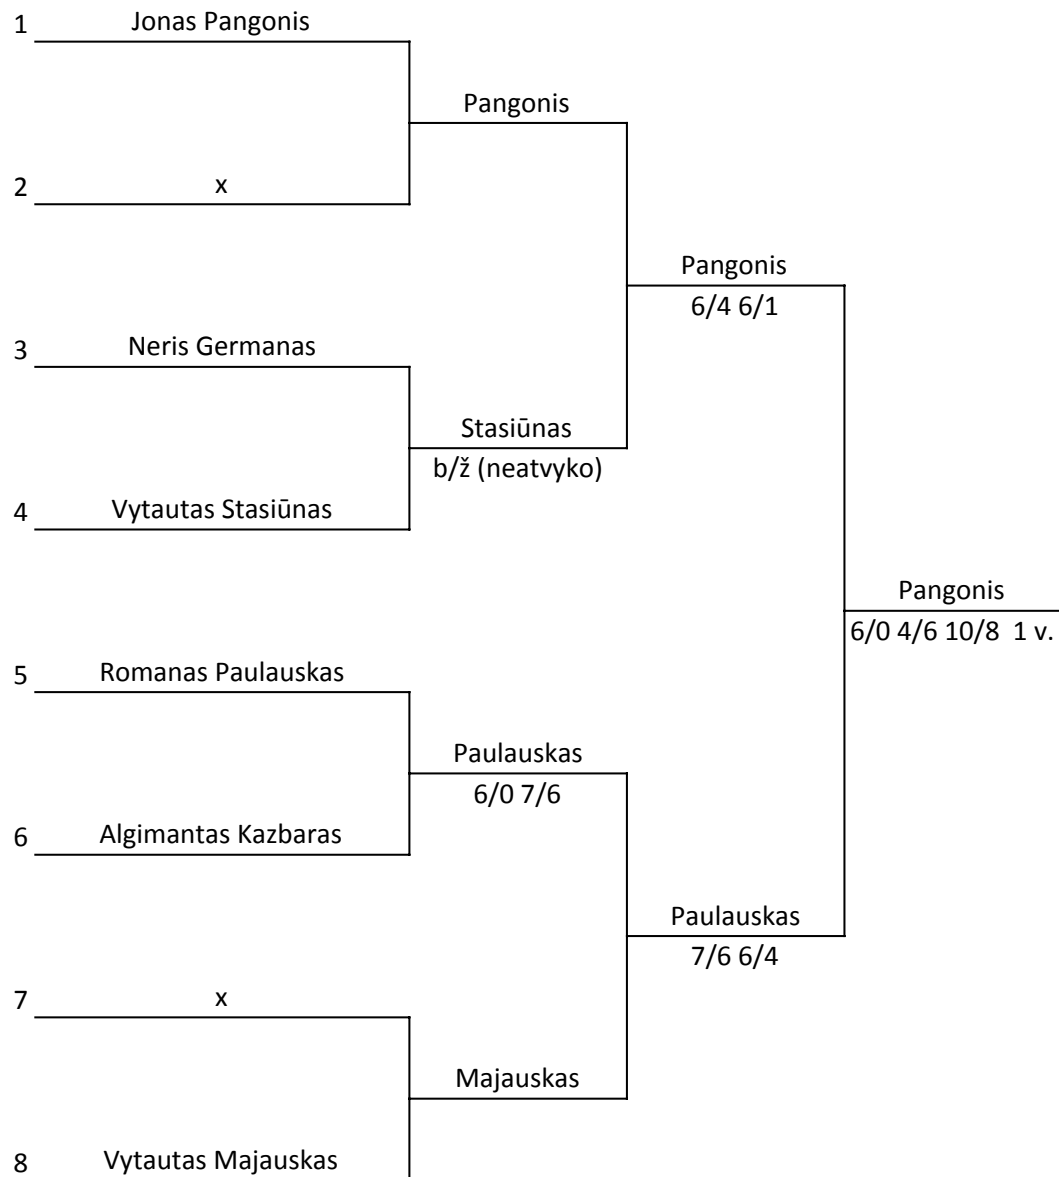 1 Jonas Pangonis
Pangonis
2 x
Pangonis
6/4 6/1
3 Neris Germanas
Stasiūnas
b/ž (neatvyko)
4 Vytautas Stasiūnas
Pangonis
6/0 4/6 10/8 1 v.
5 Romanas Paulauskas
Paulauskas
6/0 7/6
6 Algimantas Kazbaras
Paulauskas
7/6 6/4
7 x
Majauskas
8 Vytautas Majauskas